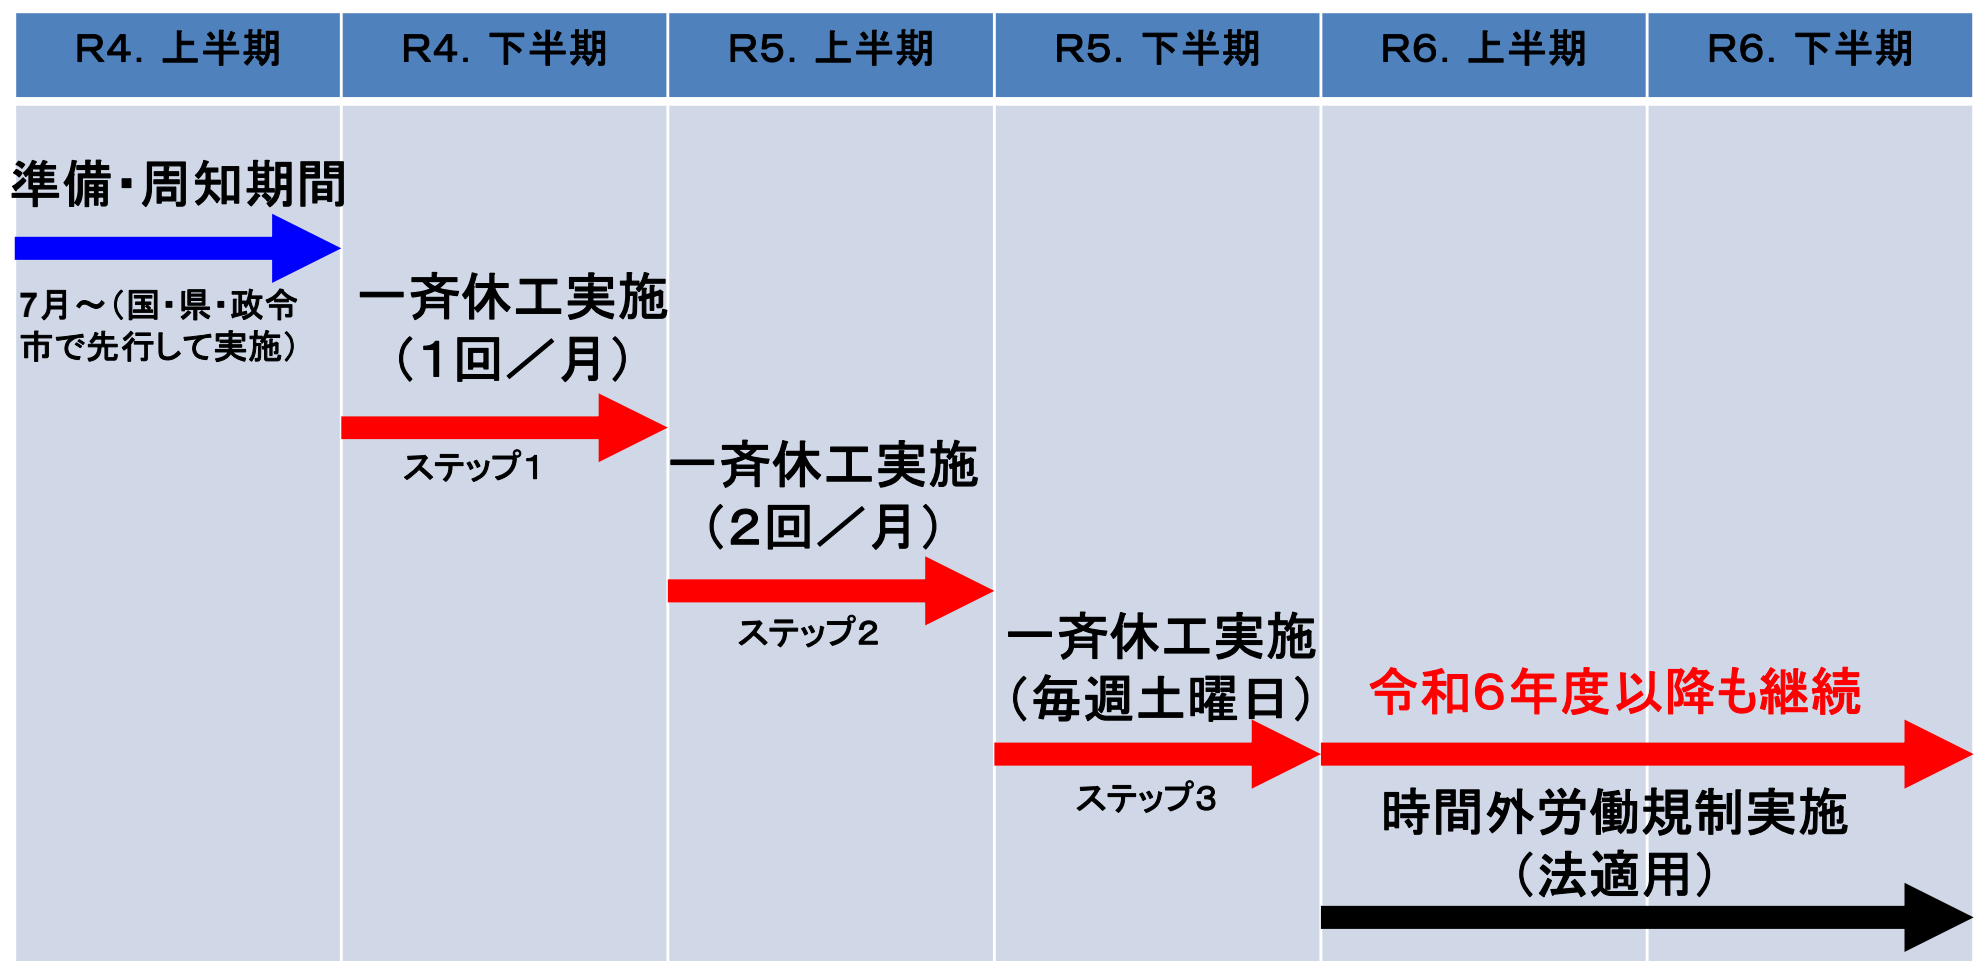 R4．上半期
R4．下半期
R5．上半期
R5．下半期
R6．上半期
R6．下半期
準備・周知期間
7月～（国・県・政令
市で先行して実施）
一斉休工実施
（1回／月）
ステップ1
一斉休工実施
（2回／月）
ステップ2
一斉休工実施
（毎週土曜日）
ステップ3
令和6年度以降も継続
時間外労働規制実施
（法適用）